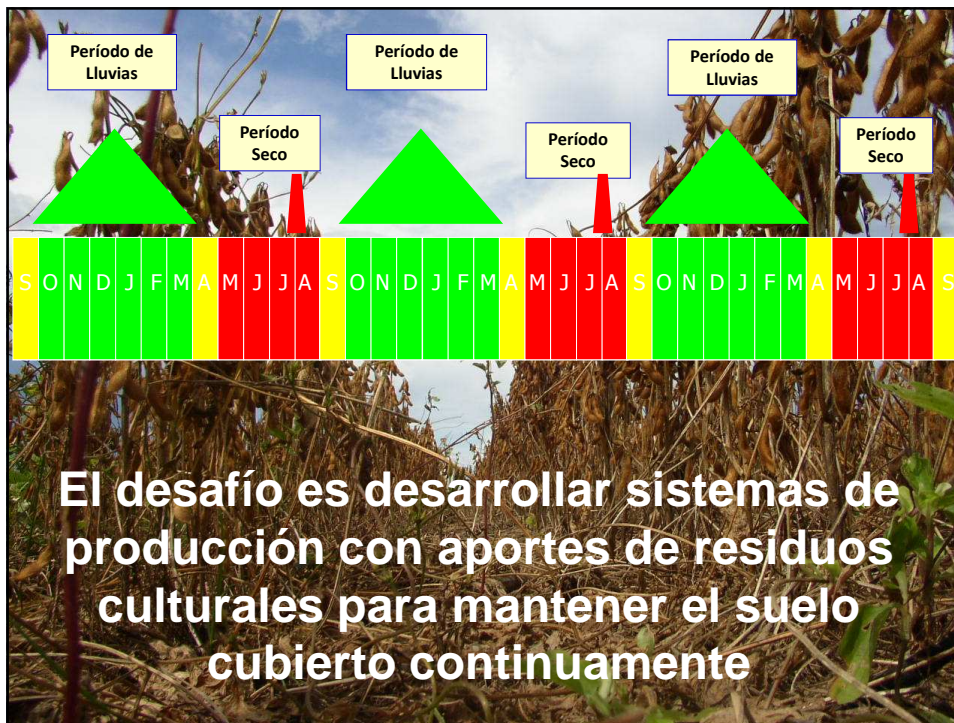 Período de
Lluvias
Período de
Lluvias
Período de
Lluvias
Período
Seco
Período
Seco
Período
Seco
S O N D J F M A M J J A S O N D J F M A M J J A S O N D J F M A M J J A S
El desafío es desarrollar sistemas de
producción con aportes de residuos
culturales para mantener el suelo
cubierto continuamente